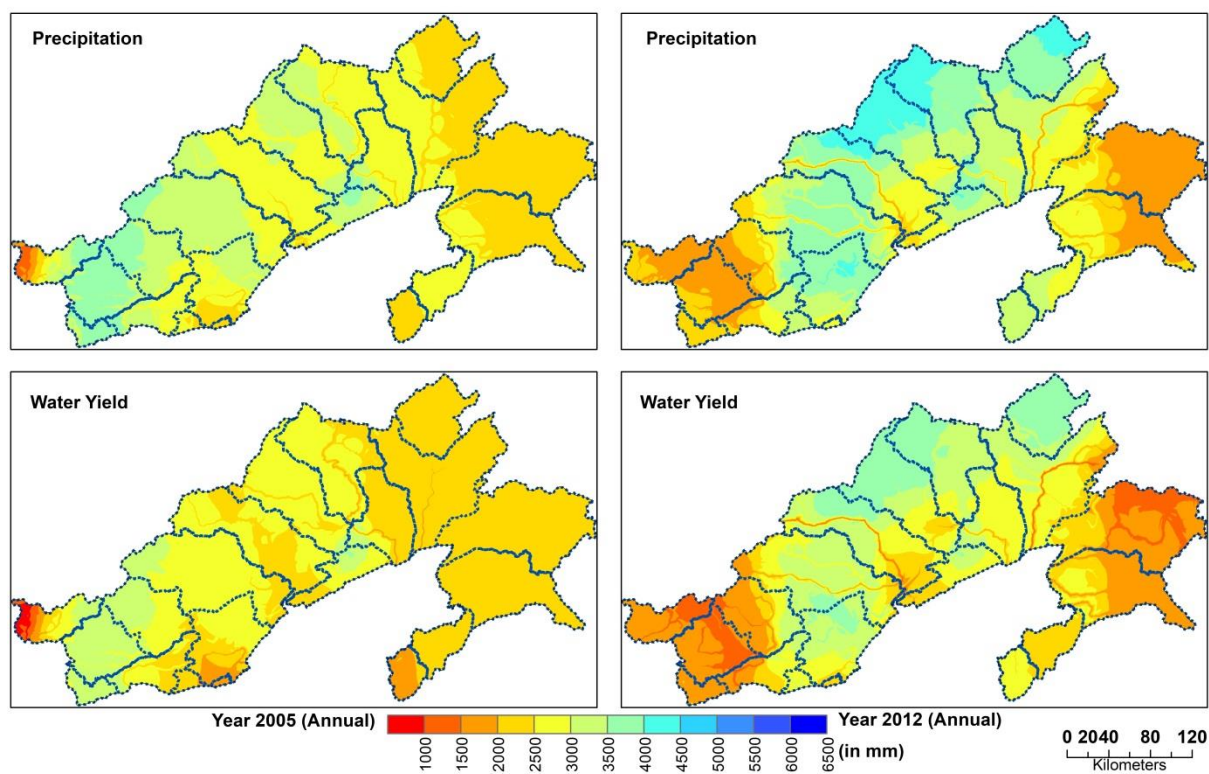 Precipitation
Precipitation
Water Yield
Water Yield
Year 2005 (Annual)
Year 2012 (Annual)
(in mm)
1000
1500
2000
2500
3000
3500
4000
4500
5000
5500
6000
6500
0 2040 80 120
Kilometers